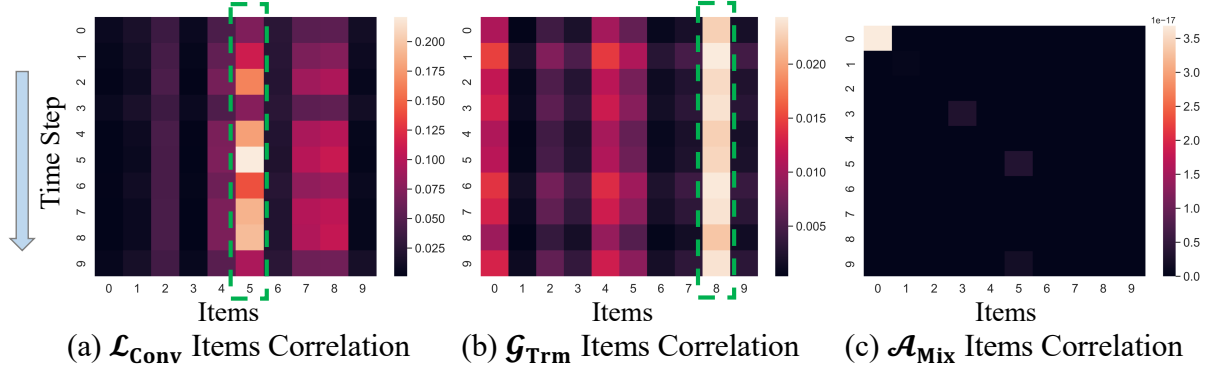 1e-17
0 1 2 3 4 5 6 7 8 9
0.200
0.175
0.150
0.125
0.100
0.075
0.050
0.025
0 1 2 3 4 5 6 7 8 9
0.020
0.015
0.010
0.005
0 1 2 3 4 5 6 7 8 9
3.5
3.0
2.5
2.0
1.5
1.0
0.5
0.0
Time Step
0 1 2 3 4 5 6 7 8 9
0 1 2 3 4 5 6 7 8 9
0 1 2 3 4 5 6 7 8 9
Items
Items
Items
(a) 𝓛Conv Items Correlation
(b) 𝓖Trm Items Correlation
(c) 𝓐Mix Items Correlation